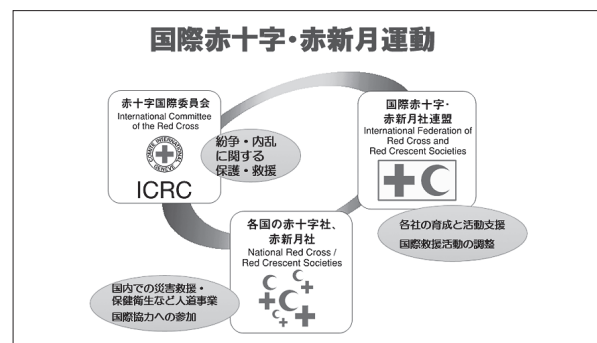 国際赤十字・赤新月運動
赤十字国際委員会
International Committee
of the Red Cross
COMITE INTERNATIONAL
GENEVE
ICRC
紛争・内乱
に関する
保護・救援
国際赤十字・
赤新月社連盟
International Federation of
Red Cross and
Red Crescent Societies
各社の育成と活動支援
国際救援活動の調整
各国の赤十字社、
赤新月社
National Red Cross /
Red Crescent Societies
国内での災害救援・
保健衛生など人道事業
国際協力への参加